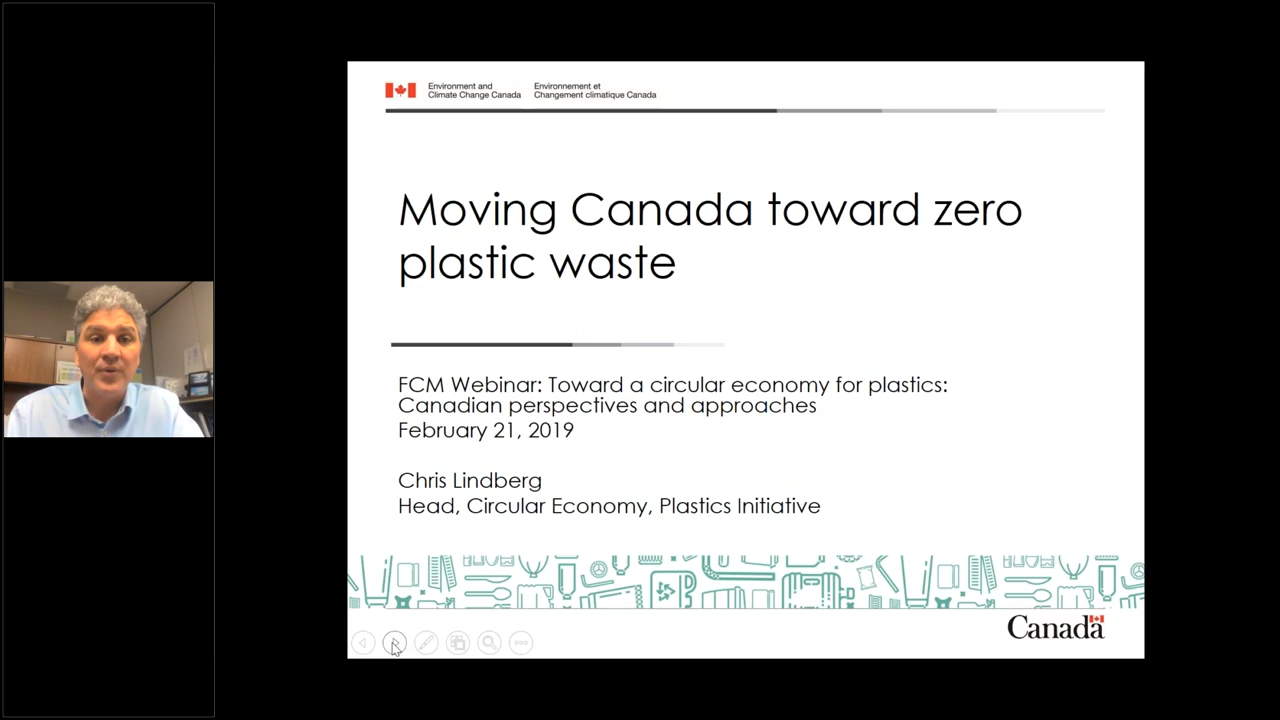 Environment and
Climate Change Canada
Environnement et
Changement climatique Canada
Moving Canada toward zero
plastic waste
FCM Webinar: Toward a circular economy for plastics:
Canadian perspectives and approaches
February 21, 2019
Chris Lindberg
Head, Circular Economy, Plastics Initiative
Canada